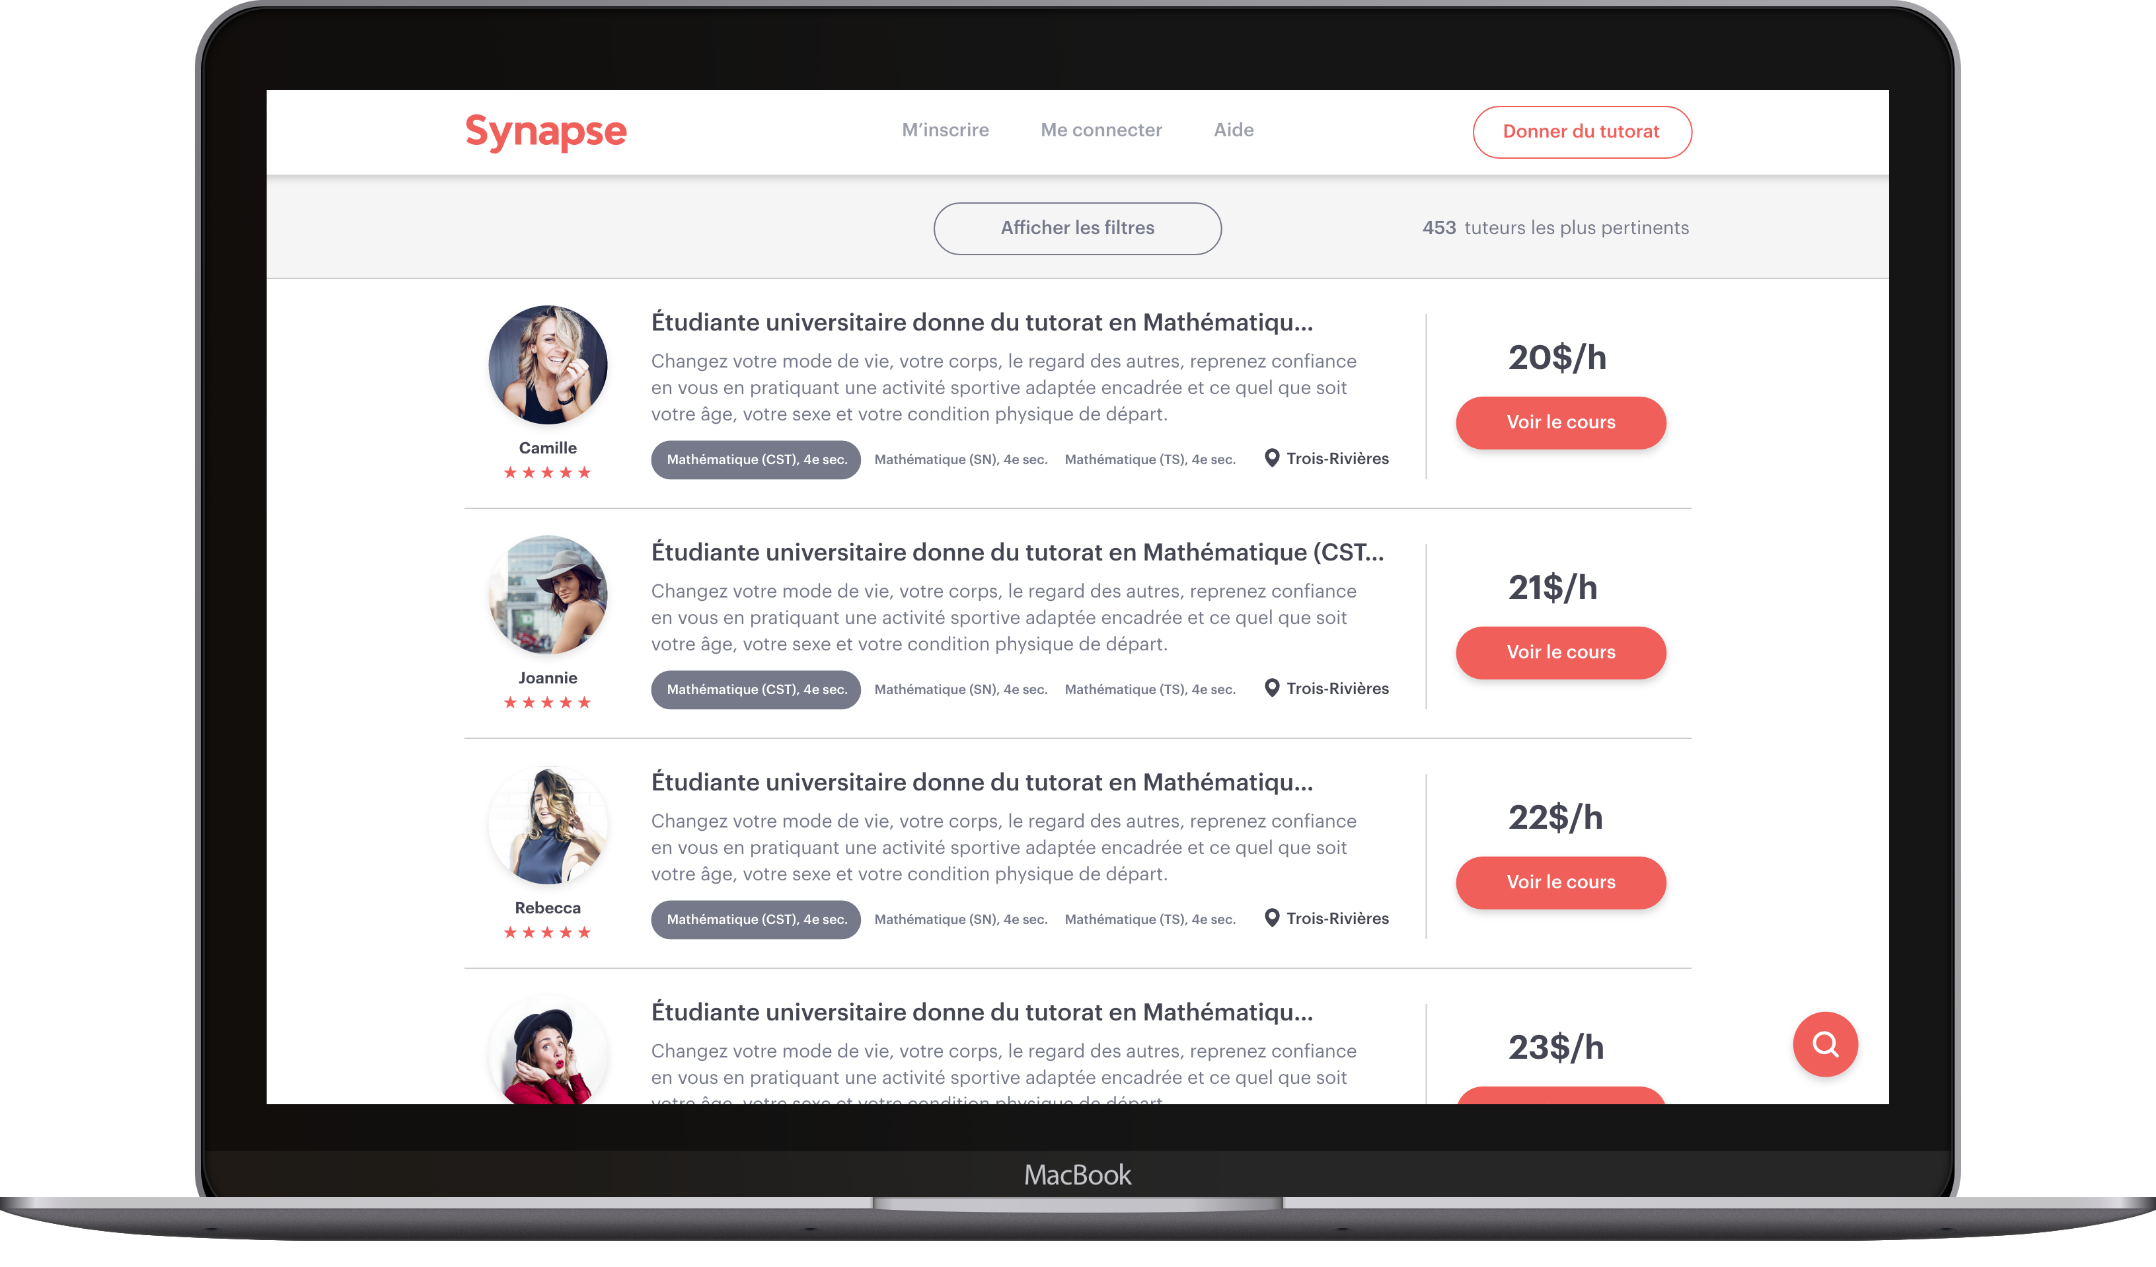 Synapse
M'inscrire
Me connecter
Aide
Donner du tutorat
Afficher les filtres
453 tuteurs les plus pertinents
Étudiante universitaire donne du tutorat en Mathématiqu...
Changez votre mode de vie, votre corps, le regard des autres, reprenez confiance
en vous en pratiquant une activité sportive adaptée encadrée et ce quel que soit
votre âge, votre sexe et votre condition physique de départ.
Camille
Mathématique (CST), 4e sec.
Mathématique (SN), 4e sec.
Mathématique (TS), 4e sec.
Trois-Rivières
20$/h
Voir le cours
Étudiante universitaire donne du tutorat en Mathématique (CST...
Changez votre mode de vie, votre corps, le regard des autres, reprenez confiance
en vous en pratiquant une activité sportive adaptée encadrée et ce quel que soit
votre âge, votre sexe et votre condition physique de départ.
Joannie
Mathématique (CST), 4e sec.
Mathématique (SN), 4e sec.
Mathématique (TS), 4e sec.
Trois-Rivières
21$/h
Voir le cours
Étudiante universitaire donne du tutorat en Mathématiqu...
Changez votre mode de vie, votre corps, le regard des autres, reprenez confiance
en vous en pratiquant une activité sportive adaptée encadrée et ce quel que soit
votre âge, votre sexe et votre condition physique de départ.
Rebecca
Mathématique (CST), 4e sec.
Mathématique (SN), 4e sec.
Mathématique (TS), 4e sec.
Trois-Rivières
22$/h
Voir le cours
Étudiante universitaire donne du tutorat en Mathématiqu...
Changez votre mode de vie, votre corps, le regard des autres, reprenez confiance
en vous en pratiquant une activité sportive adaptée encadrée et ce quel que soit
votre âge, votre sexe et votre condition physique de départ.
23$/h
MacBook